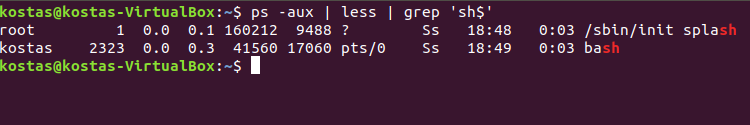 kostas@kostas-VirtualBox:~$ ps -aux | less | grep 'sh$'
root         1  0.0  0.1 160212  9488 ?        Ss   18:48   0:03 /sbin/init splash
kostas    2323  0.0  0.3  41560 17060 pts/0    Ss   18:49   0:03 bash
kostas@kostas-VirtualBox:~$